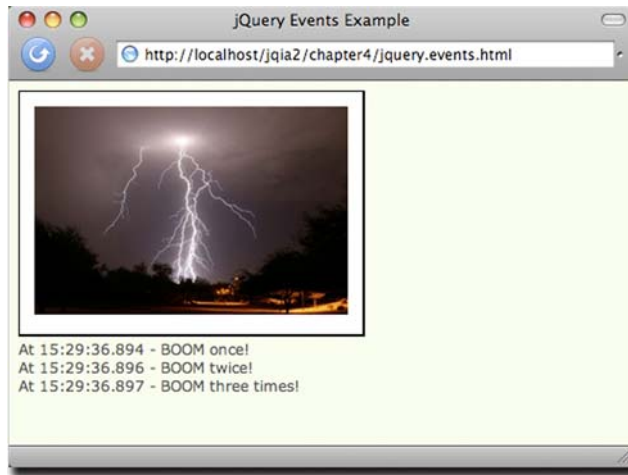 jQuery Events Example
http://localhost/jqia2/chapter4/jquery.events.html
At 15:29:36.894 - BOOM once!
At 15:29:36.896 - BOOM twice!
At 15:29:36.897 - BOOM three times!